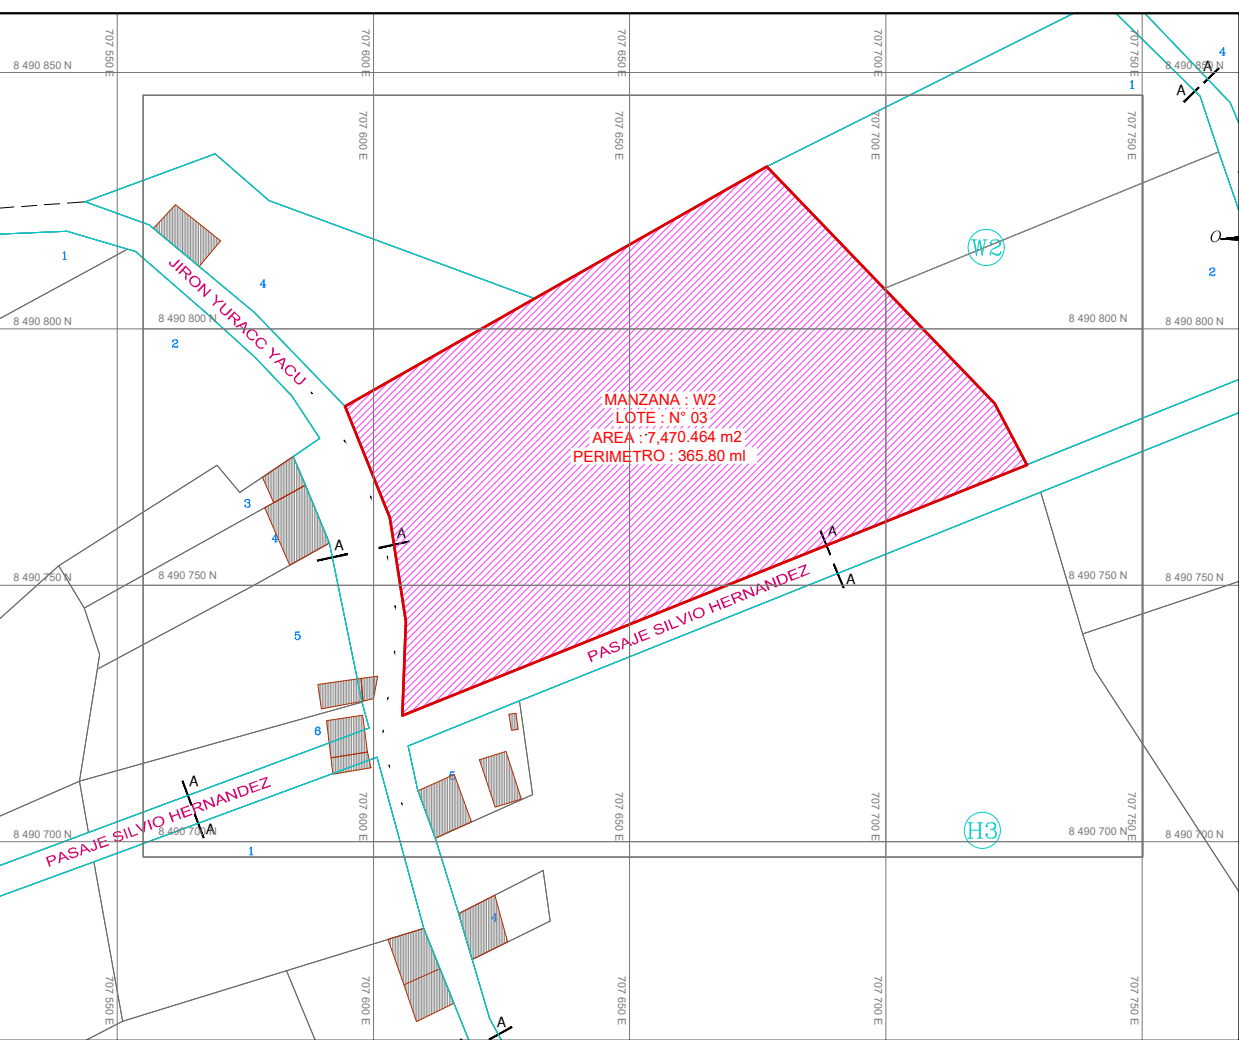 707 550 E
707 600 E
707 650 E
707 700 E
707 750 E
4
8 490 850 N
8 490 850 N
A
A
1
707 600 E
707 650 E
707 700 E
707 750 E
W2
O
1
4
2
JIRON YURACC YACU
8 490 800 N
8 490 800 N
8 490 800 N
8 490 800 N
2
MANZANA : W2
LOTE : N° 03
AREA : 7,470.464 m2
PERIMETRO : 365.80 ml
3
4
A
A
A
A
8 490 750 N
8 490 750 N
8 490 750 N
PASAJE SILVIO HERNANDEZ
5
6
5
A
A
PASAJE SILVIO HERNANDEZ
707 600 E
707 650 E
707 700 E
707 750 E
8 490 700 N
8 490 700 N
8 490 700 N
8 490 700 N
H3
1
4
707 550 E
707 600 E
707 650 E
707 700 E
707 750 E
A